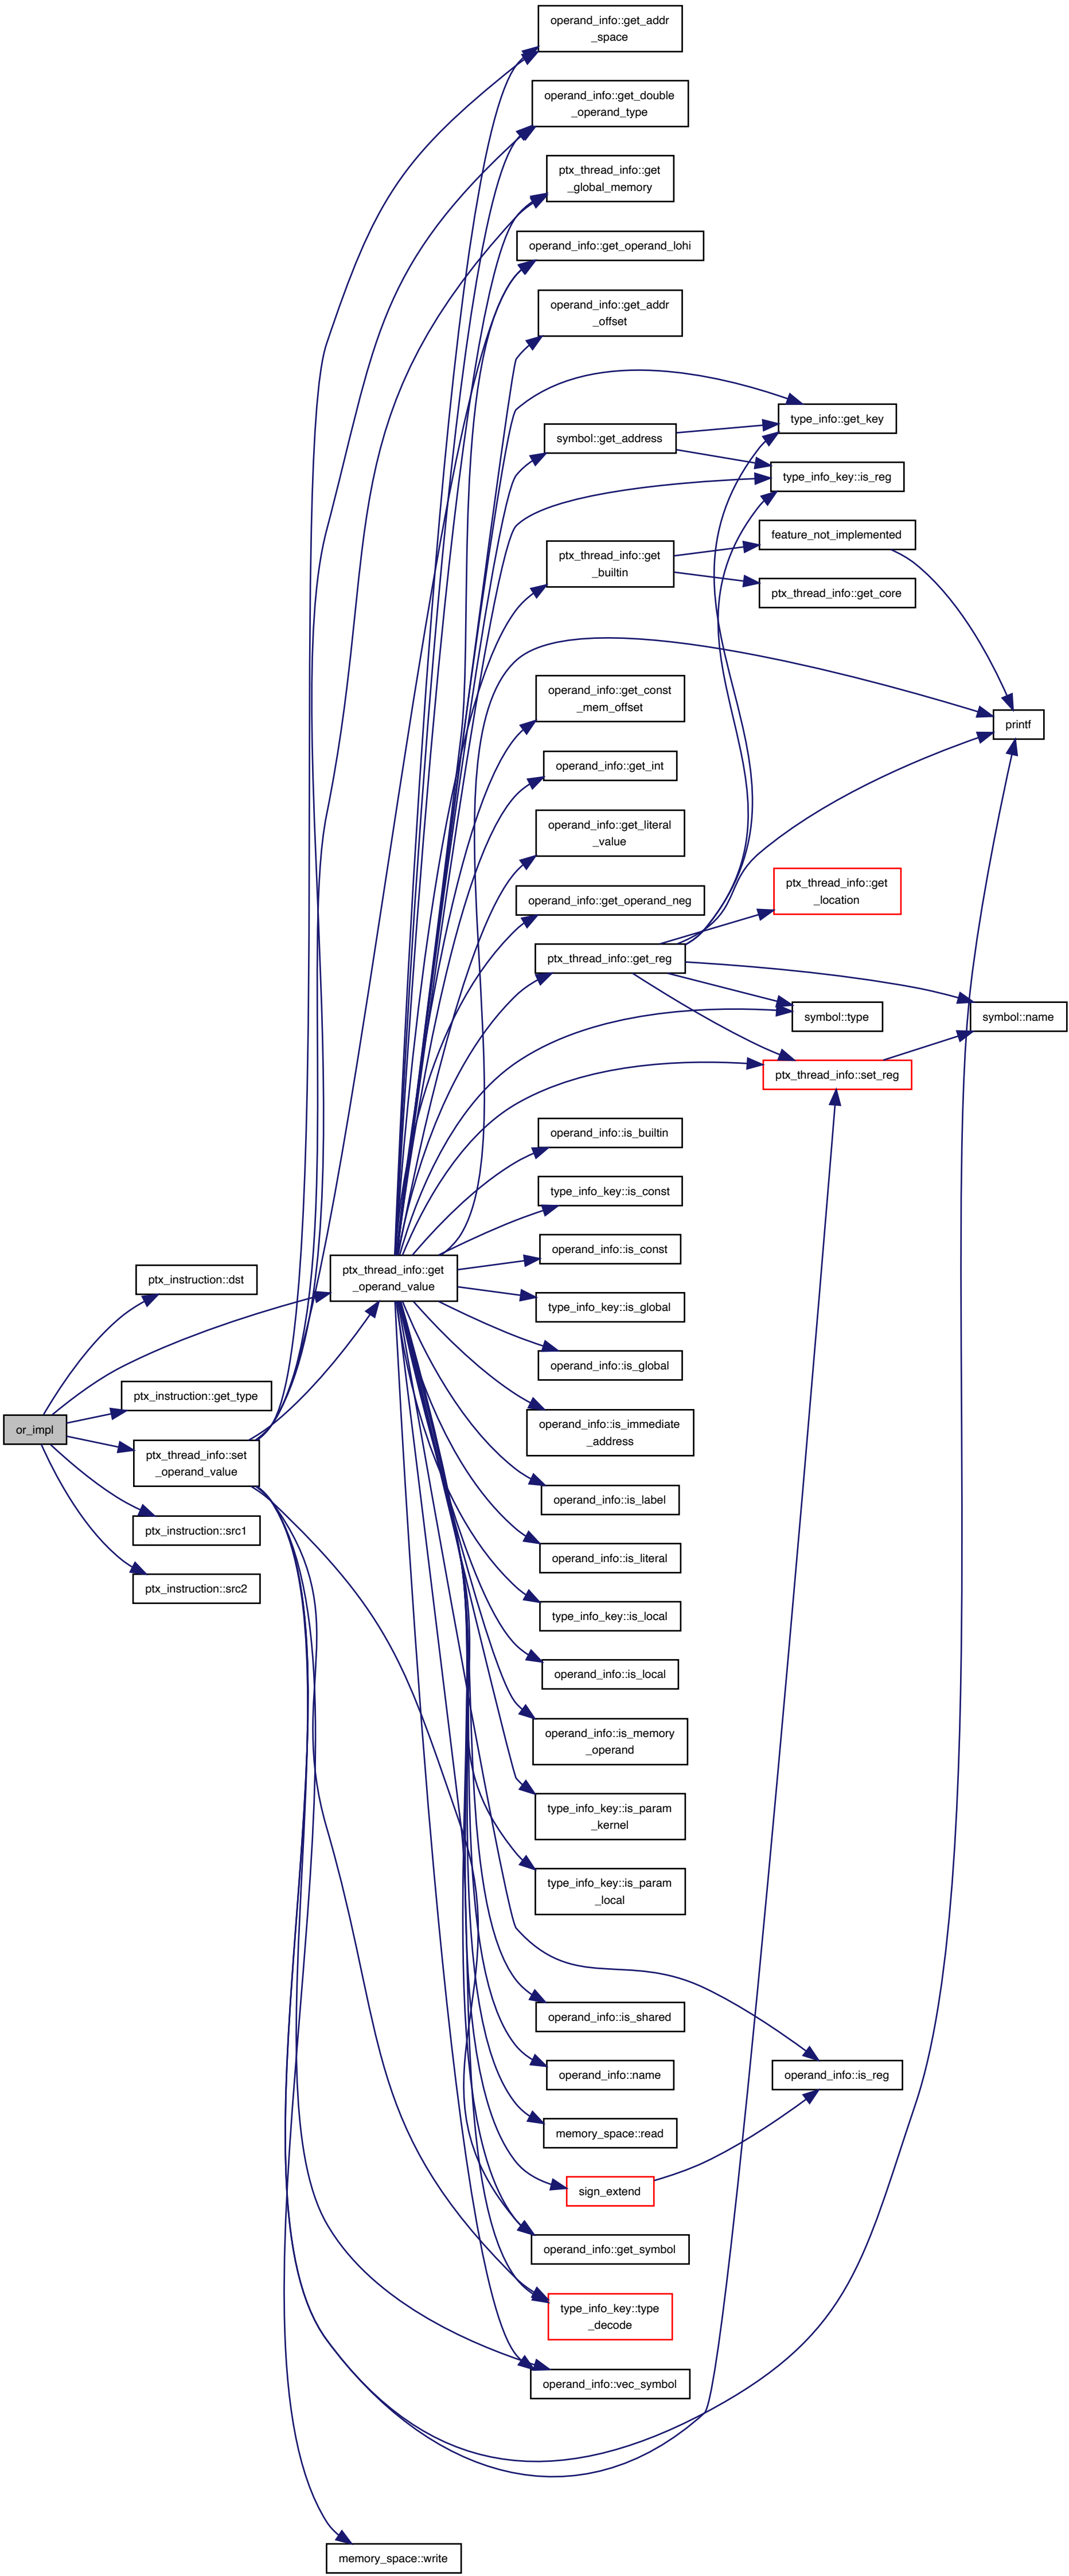 operand_info::get_addr
_space
operand_info::get_double
_operand_type
ptx_thread_info::get
_global_memory
operand_info::get_operand_lohi
operand_info::get_addr
_offset
type_info::get_key
symbol::get_address
type_info_key::is_reg
feature_not_implemented
ptx_thread_info::get
_builtin
ptx_thread_info::get_core
operand_info::get_const
_mem_offset
printf
operand_info::get_int
operand_info::get_literal
_value
ptx_thread_info::get
_location
operand_info::get_operand_neg
ptx_thread_info::get_reg
symbol::type
symbol::name
ptx_thread_info::set_reg
operand_info::is_builtin
type_info_key::is_const
operand_info::is_const
ptx_thread_info::get
_operand_value
ptx_instruction::dst
type_info_key::is_global
operand_info::is_global
ptx_instruction::get_type
or_impl
operand_info::is_immediate
_address
ptx_thread_info::set
_operand_value
operand_info::is_label
ptx_instruction::src1
operand_info::is_literal
ptx_instruction::src2
type_info_key::is_local
operand_info::is_local
operand_info::is_memory
_operand
type_info_key::is_param
_kernel
type_info_key::is_param
_local
operand_info::is_shared
operand_info::name
operand_info::is_reg
memory_space::read
sign_extend
operand_info::get_symbol
type_info_key::type
_decode
operand_info::vec_symbol
memory_space::write